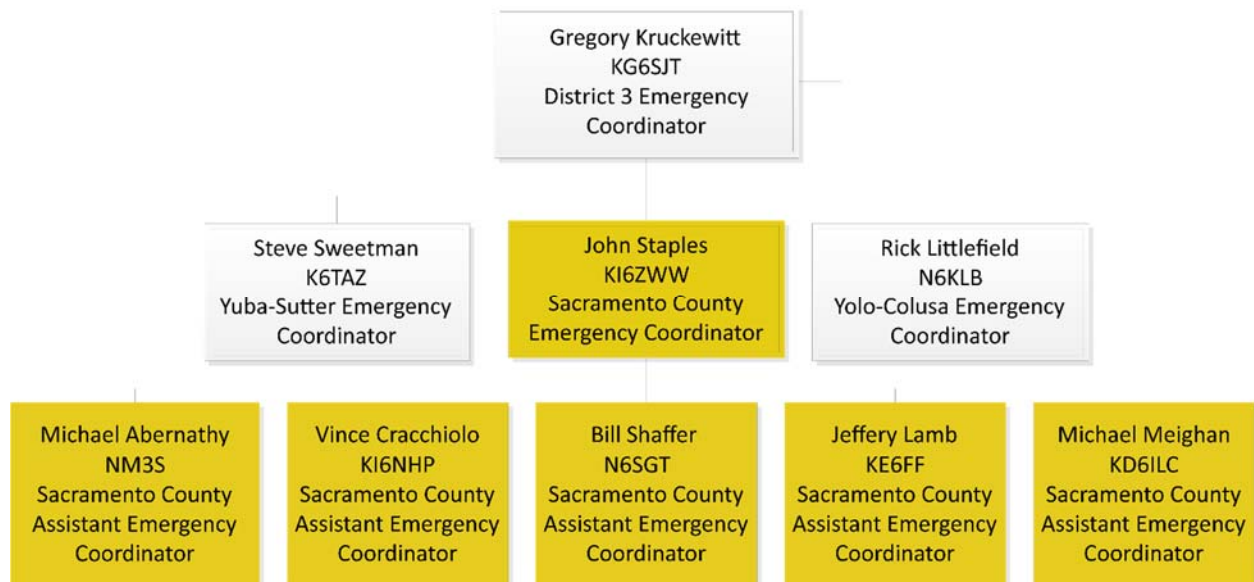 Gregory Kruckewitt
KG6SJT
District 3 Emergency
Coordinator
Steve Sweetman
K6TAZ
Yuba-Sutter Emergency
Coordinator
John Staples
KI6ZWW
Sacramento County
Emergency Coordinator
Rick Littlefield
N6KLB
Yolo-Colusa Emergency
Coordinator
Michael Abernathy
NM3S
Sacramento County
Assistant Emergency
Coordinator
Vince Cracchiolo
KI6NHP
Sacramento County
Assistant Emergency
Coordinator
Bill Shaffer
N6SGT
Sacramento County
Assistant Emergency
Coordinator
Jeffery Lamb
KE6FF
Sacramento County
Assistant Emergency
Coordinator
Michael Meighan
KD6ILC
Sacramento County
Assistant Emergency
Coordinator